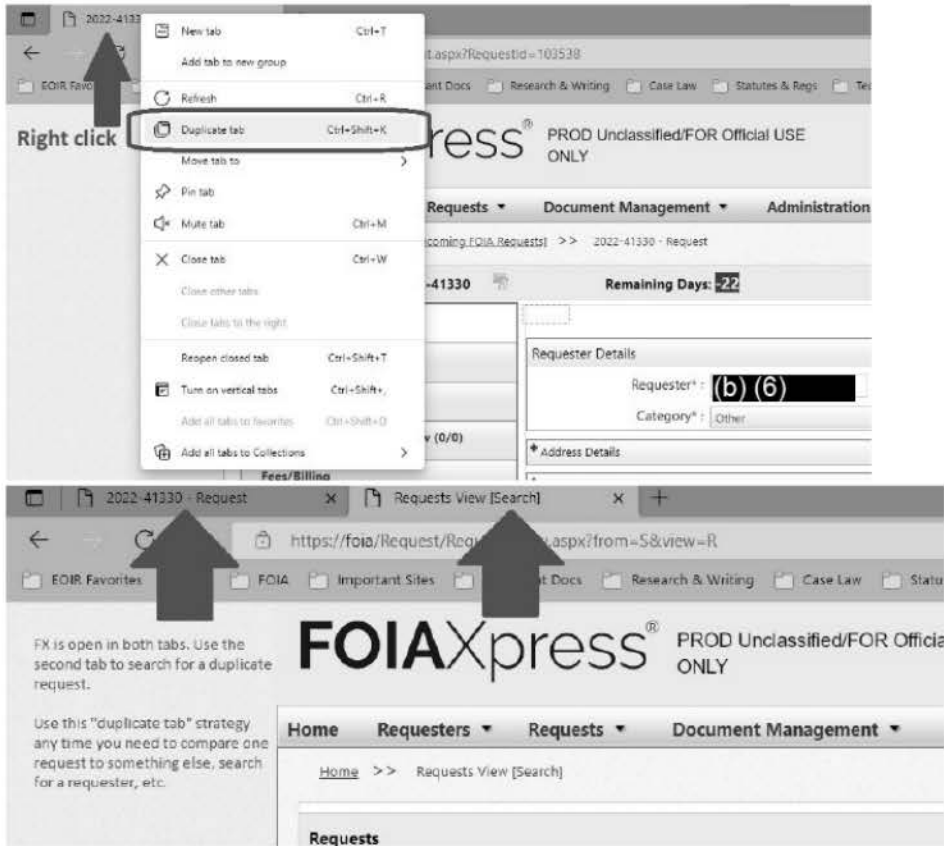 2022-413
New tab Ctrl+T
Add tab to new group
t.aspx?RequestId=103538
EOIR Favo
ant Docs Research & Writing Case Law Statutes & Regs Tec
Refresh Ctrl+R
Right click
Duplicate tab Ctrl+Shift+K
ress® PROD Unclassified/FOR Official USE
ONLY
Move tab to
Pin tab
Mute tab Ctrl+M
Requests Document Management Administration
coming FOIA Requests] >> 2022-41330 - Request
Close tab Ctrl+W
-41330 Remaining Days: -22
Close other tabs
Close tabs to the right
Reopen closed tab Ctrl+Shift+T
Requester Details
Turn on vertical tabs Ctrl+Shift+,
Requester* : (b) (6)
Add all tabs to favorites Ctrl+Shift+D
Category* : Other
v (0/0)
Add all tabs to Collections
Address Details
Fees/Billing
2022-41330 - Request Requests View [Search]
https://foia/Request/Req .aspx?from=S&view=R
EOIR Favorites FOIA Important Sites t Docs Research & Writing Case Law Statu
FOIAXpress® PROD Unclassified/FOR Officia
ONLY
FX is open in both tabs. Use the
second tab to search for a duplicate
request.
Use this "duplicate tab" strategy
any time you need to compare one
request to something else, search
for a requester, etc.
Home Requesters Requests Document Management
Home >> Requests View [Search]
Requests